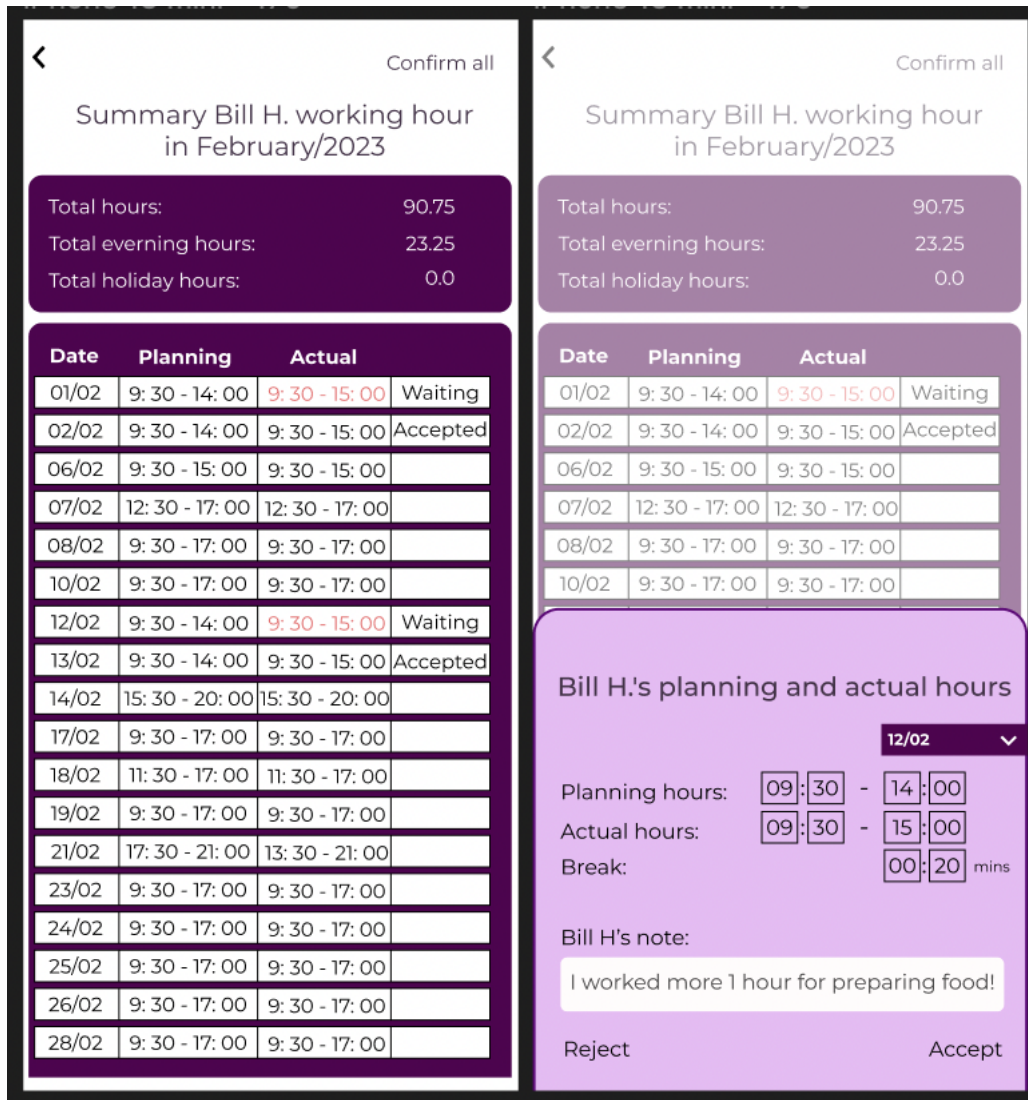 Confirm all
Summary Bill H. working hour
in February/2023
Total hours: 90.75
Total everning hours: 23.25
Total holiday hours: 0.0
Date Planning Actual
01/02 9: 30 - 14: 00 9: 30 - 15: 00 Waiting
02/02 9: 30 - 14: 00 9: 30 - 15: 00 Accepted
06/02 9: 30 - 15: 00 9: 30 - 15: 00
07/02 12: 30 - 17: 00 12: 30 - 17: 00
08/02 9: 30 - 17: 00 9: 30 - 17: 00
10/02 9: 30 - 17: 00 9: 30 - 17: 00
12/02 9: 30 - 14: 00 9: 30 - 15: 00 Waiting
13/02 9: 30 - 14: 00 9: 30 - 15: 00 Accepted
14/02 15: 30 - 20: 00 15: 30 - 20: 00
17/02 9: 30 - 17: 00 9: 30 - 17: 00
18/02 11: 30 - 17: 00 11: 30 - 17: 00
19/02 9: 30 - 17: 00 9: 30 - 17: 00
21/02 17: 30 - 21: 00 13: 30 - 21: 00
23/02 9: 30 - 17: 00 9: 30 - 17: 00
24/02 9: 30 - 17: 00 9: 30 - 17: 00
25/02 9: 30 - 17: 00 9: 30 - 17: 00
26/02 9: 30 - 17: 00 9: 30 - 17: 00
28/02 9: 30 - 17: 00 9: 30 - 17: 00
Confirm all
Summary Bill H. working hour
in February/2023
Total hours: 90.75
Total everning hours: 23.25
Total holiday hours: 0.0
Date Planning Actual
01/02 9: 30 - 14: 00 9: 30 - 15: 00 Waiting
02/02 9: 30 - 14: 00 9: 30 - 15: 00 Accepted
06/02 9: 30 - 15: 00 9: 30 - 15: 00
07/02 12: 30 - 17: 00 12: 30 - 17: 00
08/02 9: 30 - 17: 00 9: 30 - 17: 00
10/02 9: 30 - 17: 00 9: 30 - 17: 00
Bill H.'s planning and actual hours
12/02
Planning hours: 09:30 - 14:00
Actual hours: 09:30 - 15:00
Break: 00:20 mins
Bill H's note:
I worked more 1 hour for preparing food!
Reject Accept